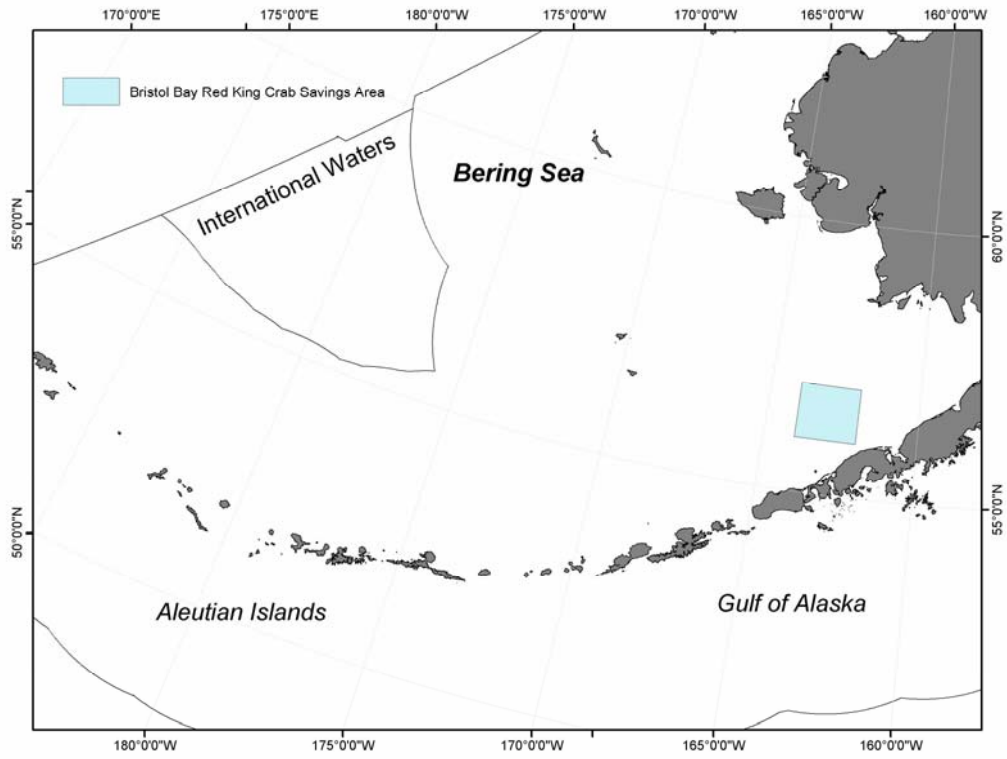 170°0'0"W 175°0'0"W 180°0'0"W 175°0'0"W 170°0'0"W 165°0'0"W 160°0'0"W
Bristol Bay Red King Crab Savings Area
International Waters
Bering Sea
55°0'0"N
60°0'0"N
50°0'0"N
55°0'0"N
Aleutian Islands
Gulf of Alaska
180°0'0"W 175°0'0"W 170°0'0"W 165°0'0"W 160°0'0"W